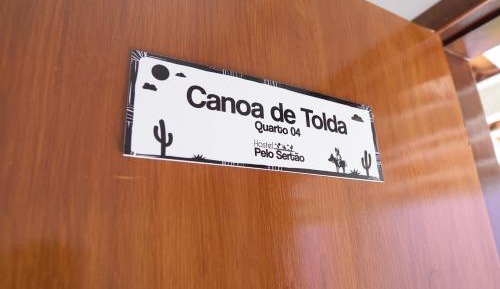 Canoa de Tolda
Quarto 04
Hostel
Pelo Sertão